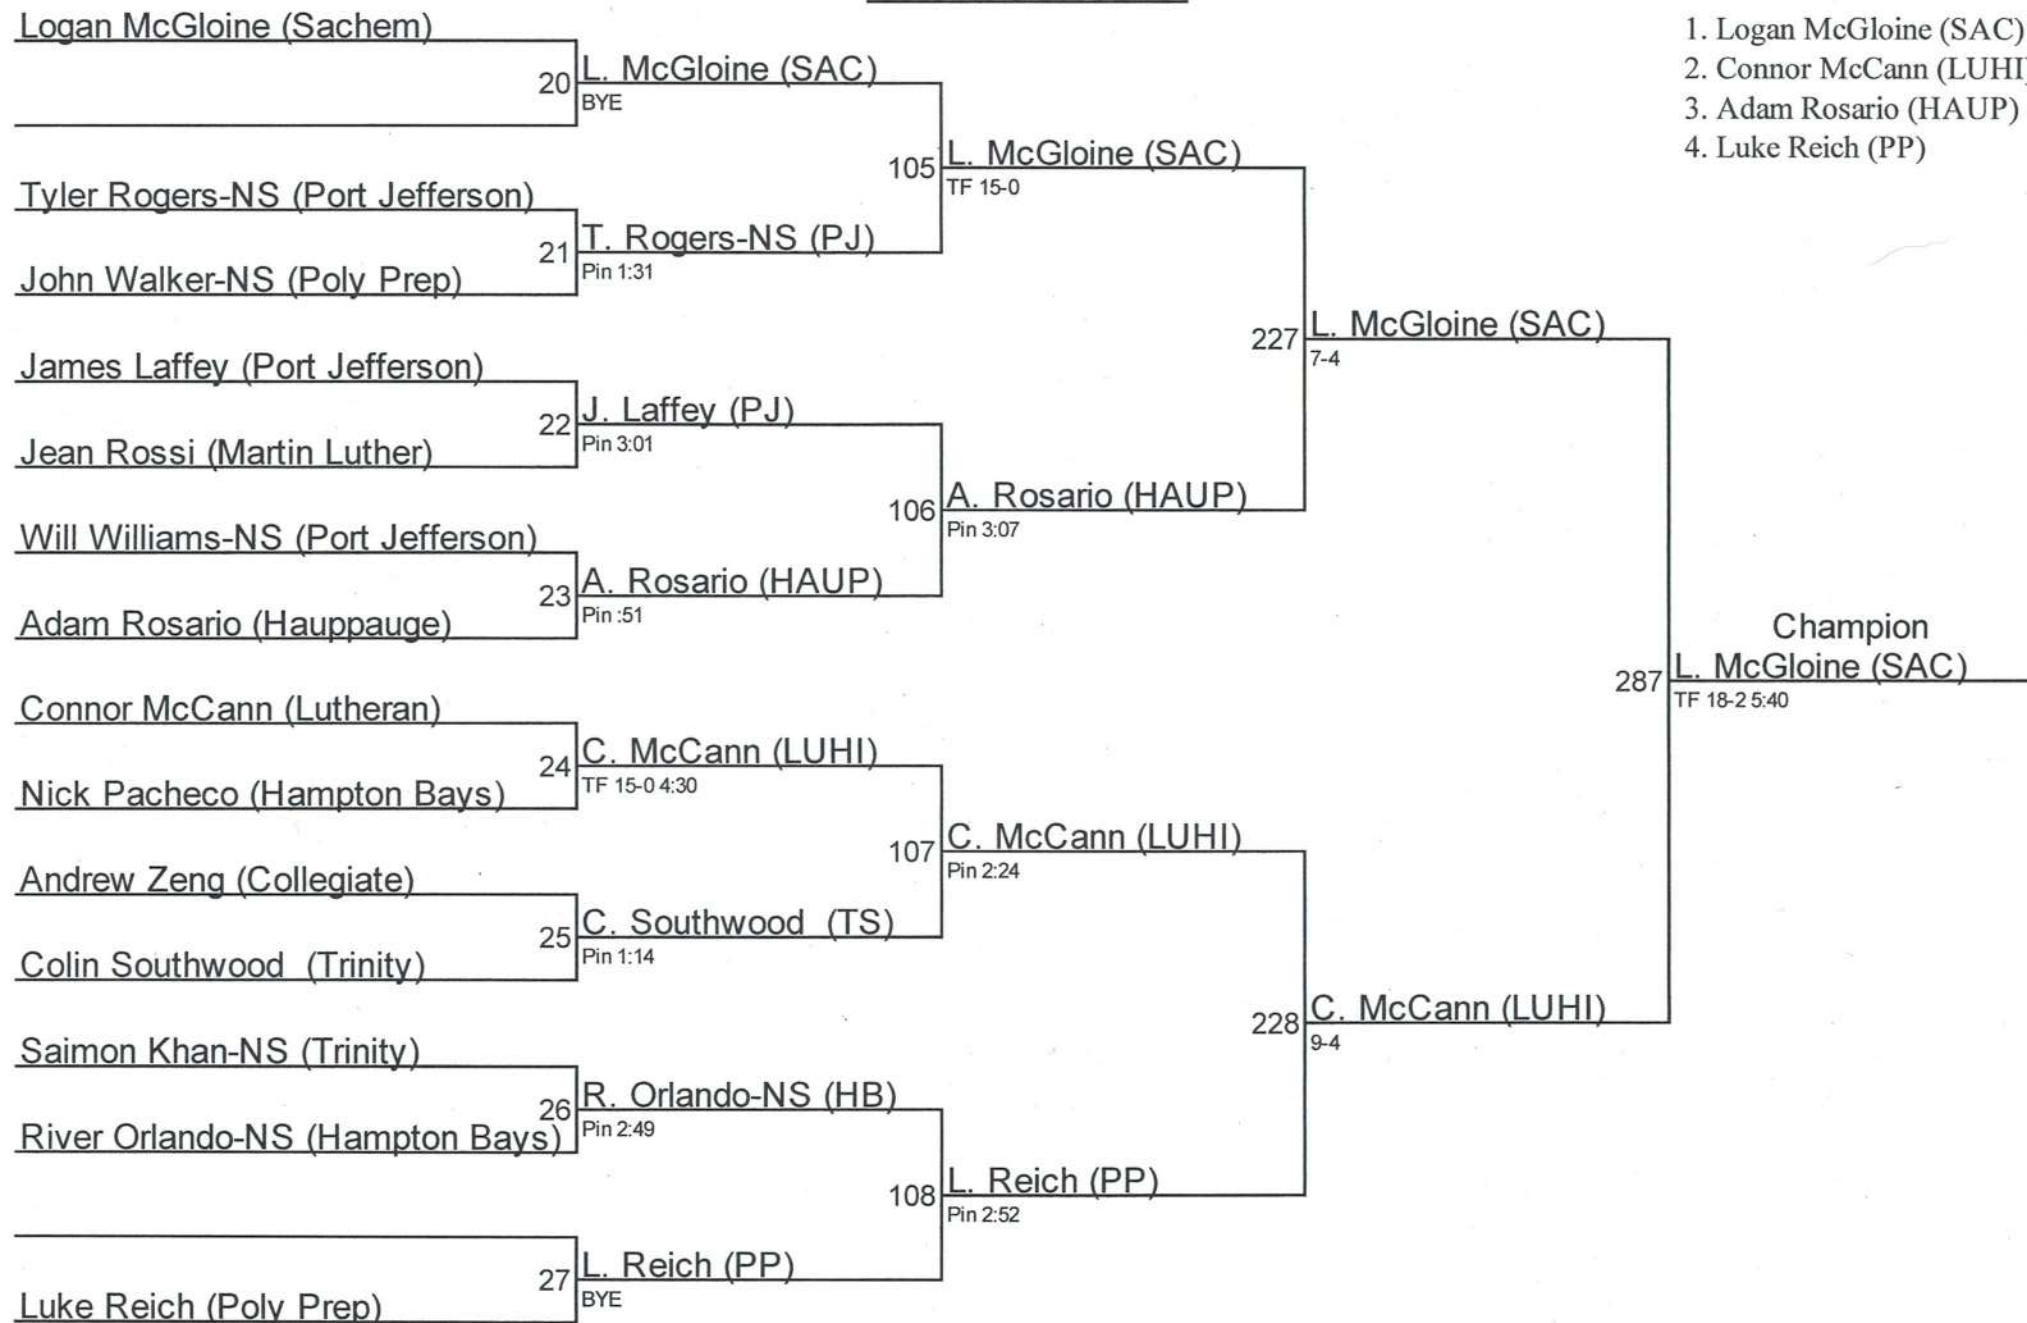 Logan McGloine (Sachem)
20 L. McGloine (SAC)
BYE
Tyler Rogers-NS (Port Jefferson)
21 T. Rogers-NS (PJ)
Pin 1:31
John Walker-NS (Poly Prep)
105 L. McGloine (SAC)
TF 15-0
James Laffey (Port Jefferson)
22 J. Laffey (PJ)
Pin 3:01
Jean Rossi (Martin Luther)
Will Williams-NS (Port Jefferson)
23 A. Rosario (HAUP)
Pin :51
Adam Rosario (Hauppauge)
106 A. Rosario (HAUP)
Pin 3:07
227 L. McGloine (SAC)
7-4
Connor McCann (Lutheran)
24 C. McCann (LUHI)
TF 15-0 4:30
Nick Pacheco (Hampton Bays)
Andrew Zeng (Collegiate)
25 C. Southwood (TS)
Pin 1:14
Colin Southwood (Trinity)
107 C. McCann (LUHI)
Pin 2:24
Saimon Khan-NS (Trinity)
26 R. Orlando-NS (HB)
Pin 2:49
River Orlando-NS (Hampton Bays)
27 L. Reich (PP)
BYE
Luke Reich (Poly Prep)
108 L. Reich (PP)
Pin 2:52
228 C. McCann (LUHI)
9-4
Champion
287 L. McGloine (SAC)
TF 18-2 5:40
1. Logan McGloine (SAC)
2. Connor McCann (LUHI)
3. Adam Rosario (HAUP)
4. Luke Reich (PP)